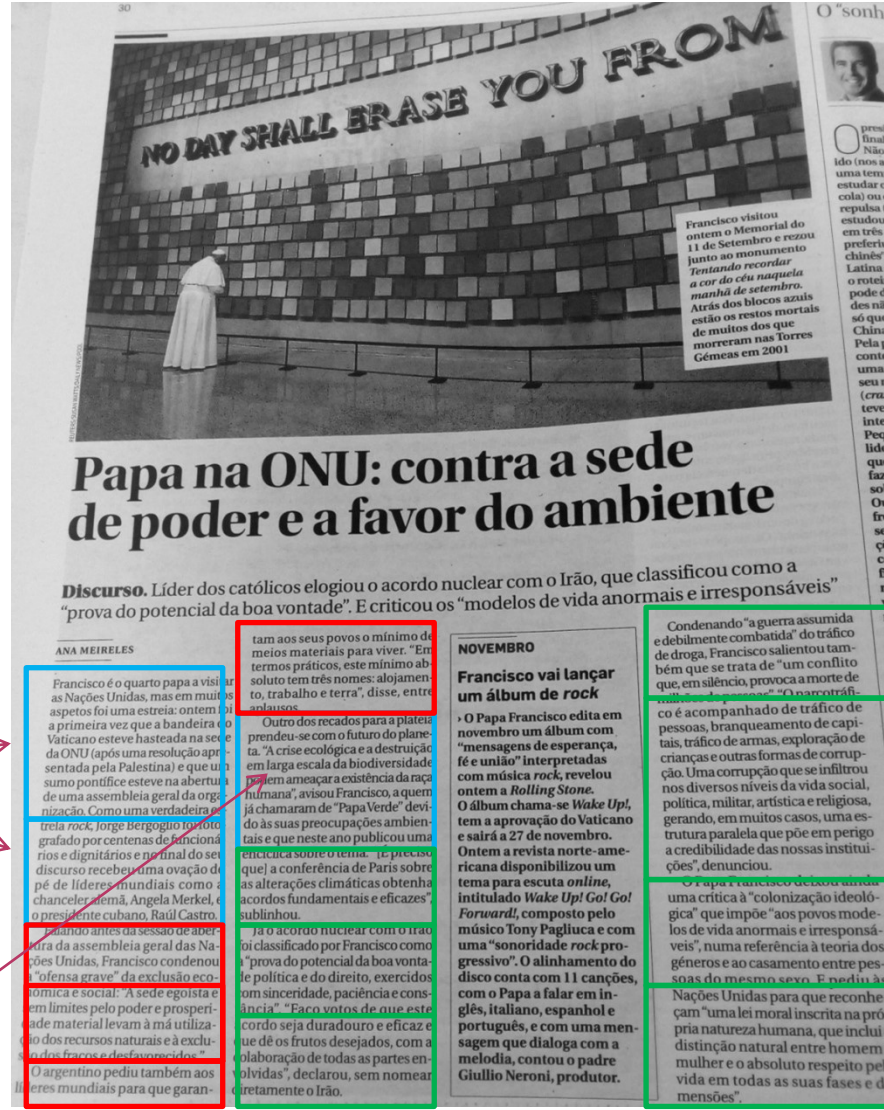 30
NO DAY SHALL ERASE YOU FROM
Francisco visitou
ontem o Memorial do
11 de Setembro e rezou
junto ao monumento
Tentando recordar
a cor do céu naquela
manhã de setembro.
Atrás dos blocos azuis
estão os restos mortais
de muitos dos que
morreram nas Torres
Gémeas em 2001
Papa na ONU: contra a sede
de poder e a favor do ambiente
Discurso. Líder dos católicos elogiou o acordo nuclear com o Irão, que classificou como a
"prova do potencial da boa vontade". E criticou os "modelos de vida anormais e irresponsáveis"
ANA MEIRELES
Francisco é o quarto papa a visitar
as Nações Unidas, mas em muitos
aspetos foi uma estreia: ontem foi
a primeira vez que a bandeira do
Vaticano esteve hasteada na sede
da ONU (após uma resolução apre-
sentada pela Palestina) e que um
sumo pontífice esteve na abertura
de uma assembleia geral da orga-
nização. Como uma verdadeira es-
trela rock, Jorge Bergoglio foi foto-
grafado por centenas de funcioná-
rios e dignitários e no final do seu
discurso recebeu uma ovação de
pé de líderes mundiais como a
chanceler alemã, Angela Merkel, e
o presidente cubano, Raúl Castro.
Falando antes da sessão de aber-
tura da assembleia geral das Na-
ções Unidas, Francisco condenou
a "ofensa grave" da exclusão eco-
nómica e social: "A sede egoísta e
sem limites pelo poder e prosperi-
dade material levam à má utiliza-
ção dos recursos naturais e à exclu-
são dos fracos e desfavorecidos."
O argentino pediu também aos
líderes mundiais para que garan-
tam aos seus povos o mínimo de
meios materiais para viver. "Em
termos práticos, este mínimo ab-
soluto tem três nomes: alojamen-
to, trabalho e terra", disse, entre
aplausos.
Outro dos recados para a plateia
prendeu-se com o futuro do plane-
ta. "A crise ecológica e a destruição
em larga escala da biodiversidade
podem ameaçar a existência da raça
humana", avisou Francisco, a quem
já chamaram de "Papa Verde" devi-
do às suas preocupações ambien-
tais e que neste ano publicou uma
encíclica sobre o tema. "[É preciso
que] a conferência de Paris sobre
as alterações climáticas obtenha
acordos fundamentais e eficazes",
sublinhou.
Já o acordo nuclear com o Irão
foi classificado por Francisco como
a "prova do potencial da boa vonta-
de política e do direito, exercidos
com sinceridade, paciência e cons-
tância". "Faço votos de que este
acordo seja duradouro e eficaz e
que dê os frutos desejados, com a
colaboração de todas as partes en-
volvidas", declarou, sem nomear
diretamente o Irão.
NOVEMBRO
Francisco vai lançar
um álbum de rock
› O Papa Francisco edita em
novembro um álbum com
"mensagens de esperança,
fé e união" interpretadas
com música rock, revelou
ontem a Rolling Stone.
O álbum chama-se Wake Up!,
tem a aprovação do Vaticano
e sairá a 27 de novembro.
Ontem a revista norte-ame-
ricana disponibilizou um
tema para escuta online,
intitulado Wake Up! Go! Go!
Forward!, composto pelo
músico Tony Pagliuca e com
uma "sonoridade rock pro-
gressivo". O alinhamento do
disco conta com 11 canções,
com o Papa a falar em in-
glês, italiano, espanhol e
português, e com uma men-
sagem que dialoga com a
melodia, contou o padre
Giullio Neroni, produtor.
Condenando "a guerra assumida
e debilmente combatida" do tráfico
de droga, Francisco salientou tam-
bém que se trata de "um conflito
que, em silêncio, provoca a morte de
milhões de pessoas". "O narcotráfi-
co é acompanhado de tráfico de
pessoas, branqueamento de capi-
tais, tráfico de armas, exploração de
crianças e outras formas de corrup-
ção. Uma corrupção que se infiltrou
nos diversos níveis da vida social,
política, militar, artística e religiosa,
gerando, em muitos casos, uma es-
trutura paralela que põe em perigo
a credibilidade das nossas institui-
ções", denunciou.
O Papa Francisco deixou ainda
uma crítica à "colonização ideoló-
gica" que impõe "aos povos mode-
los de vida anormais e irresponsá-
veis", numa referência à teoria dos
géneros e ao casamento entre pes-
soas do mesmo sexo. E pediu às
Nações Unidas para que reconhe
çam "uma lei moral inscrita na pró
pria natureza humana, que inclui
distinção natural entre homem
mulher e o absoluto respeito pel
vida em todas as suas fases e d
mensões".
O "sonh